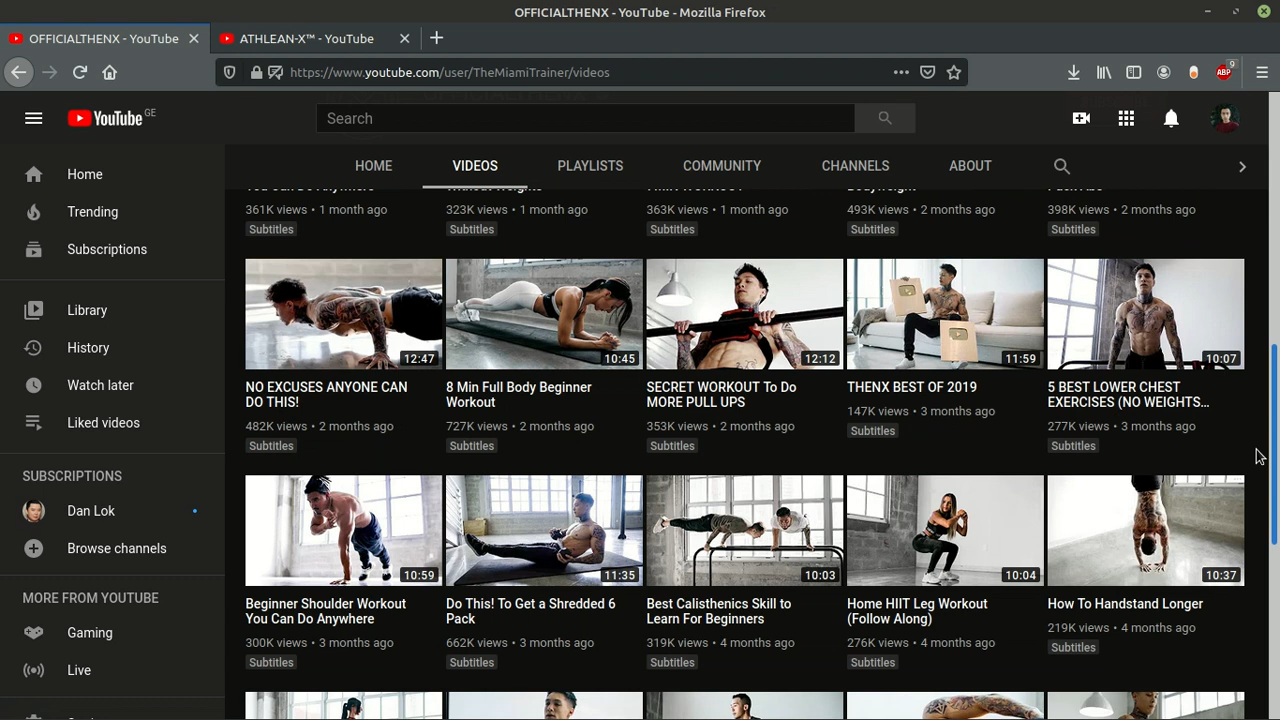 OFFICIALTHENX - YouTube - Mozilla Firefox
OFFICIALTHENX - YouTube
ATHLEAN-X™ - YouTube
https://www.youtube.com/user/TheMiamiTrainer/videos
ABP
9
YouTube GE
Search
HOME
VIDEOS
PLAYLISTS
COMMUNITY
CHANNELS
ABOUT
Home
Trending
Subscriptions
Library
History
Watch later
Liked videos
SUBSCRIPTIONS
Dan Lok
Browse channels
MORE FROM YOUTUBE
Gaming
Live
You Can Do Anywhere
Without Weights
Bodyweight
361K views • 1 month ago
323K views • 1 month ago
363K views • 1 month ago
493K views • 2 months ago
398K views • 2 months ago
Subtitles
Subtitles
Subtitles
Subtitles
Subtitles
12:47
10:45
12:12
11:59
10:07
NO EXCUSES ANYONE CAN
DO THIS!
482K views • 2 months ago
Subtitles
8 Min Full Body Beginner
Workout
727K views • 2 months ago
Subtitles
SECRET WORKOUT To Do
MORE PULL UPS
353K views • 2 months ago
Subtitles
THENX BEST OF 2019
147K views • 3 months ago
Subtitles
5 BEST LOWER CHEST
EXERCISES (NO WEIGHTS...
277K views • 3 months ago
Subtitles
10:59
11:35
10:03
10:04
10:37
Beginner Shoulder Workout
You Can Do Anywhere
300K views • 3 months ago
Subtitles
Do This! To Get a Shredded 6
Pack
662K views • 3 months ago
Subtitles
Best Calisthenics Skill to
Learn For Beginners
319K views • 4 months ago
Subtitles
Home HIIT Leg Workout
(Follow Along)
276K views • 4 months ago
Subtitles
How To Handstand Longer
219K views • 4 months ago
Subtitles